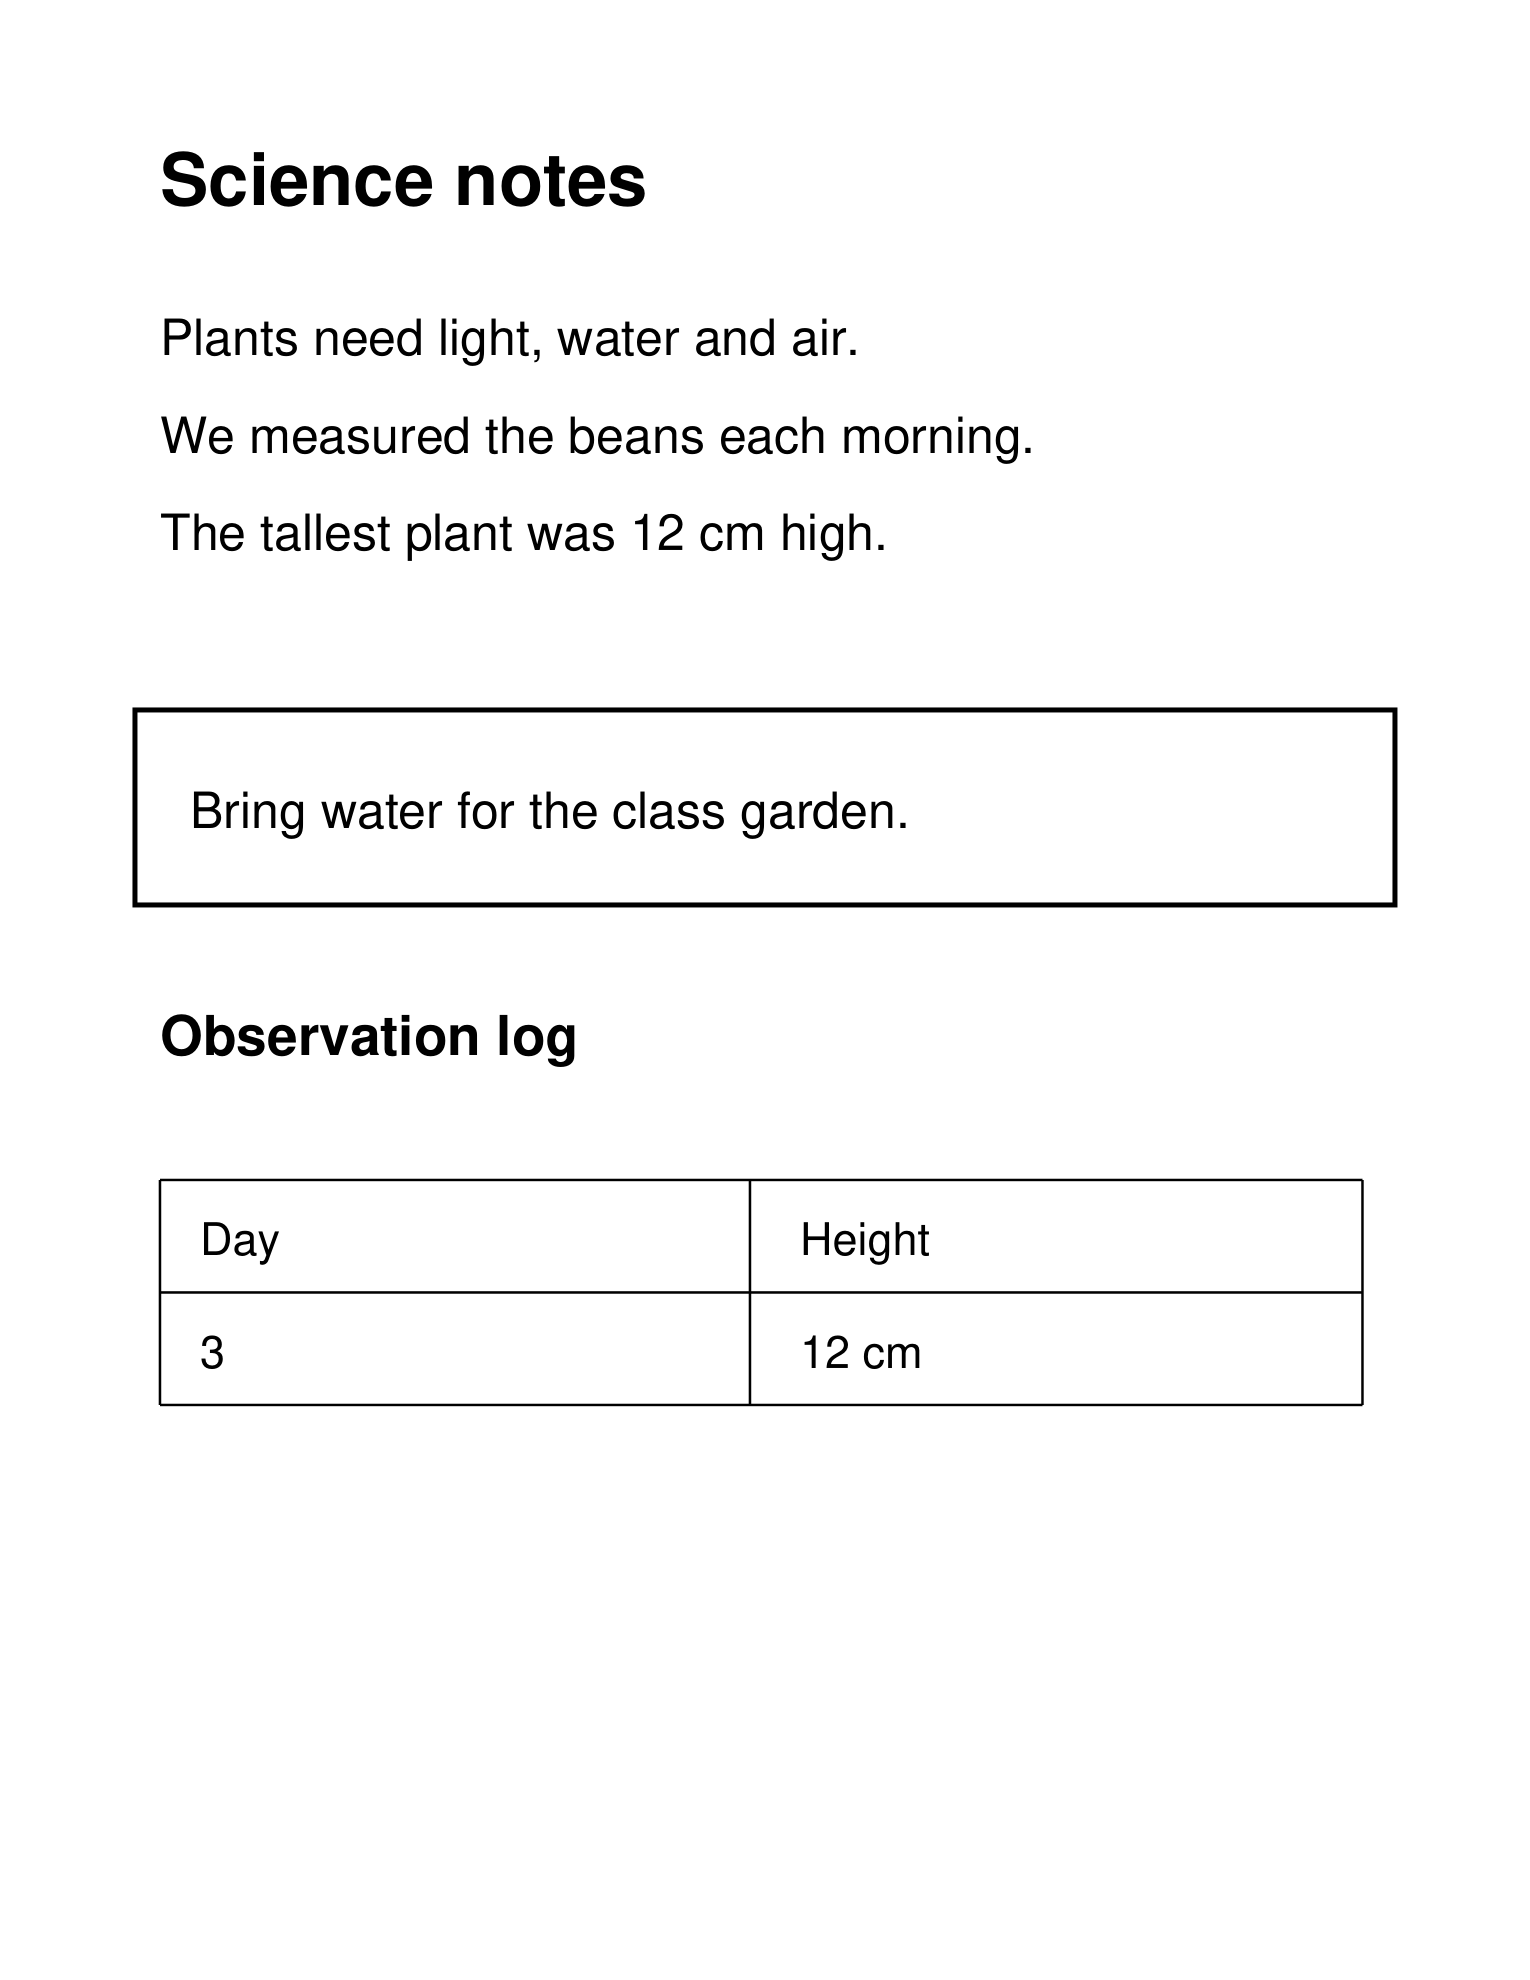 Science notes
Plants need light, water and air.
We measured the beans each morning.
The tallest plant was 12 cm high.
Bring water for the class garden.
Observation log
Day Height
3 12 cm